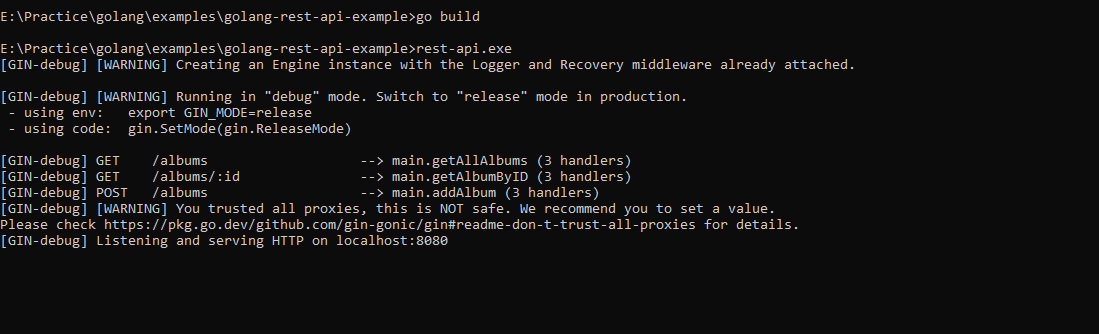 E:\Practice\golang\examples\golang-rest-api-example>go build
E:\Practice\golang\examples\golang-rest-api-example>rest-api.exe
[GIN-debug] [WARNING] Creating an Engine instance with the Logger and Recovery middleware already attached.
[GIN-debug] [WARNING] Running in "debug" mode. Switch to "release" mode in production.
 - using env:   export GIN_MODE=release
 - using code:  gin.SetMode(gin.ReleaseMode)
[GIN-debug] GET    /albums                   --> main.getAllAlbums (3 handlers)
[GIN-debug] GET    /albums/:id               --> main.getAlbumByID (3 handlers)
[GIN-debug] POST   /albums                   --> main.addAlbum (3 handlers)
[GIN-debug] [WARNING] You trusted all proxies, this is NOT safe. We recommend you to set a value.
Please check https://pkg.go.dev/github.com/gin-gonic/gin#readme-don-t-trust-all-proxies for details.
[GIN-debug] Listening and serving HTTP on localhost:8080